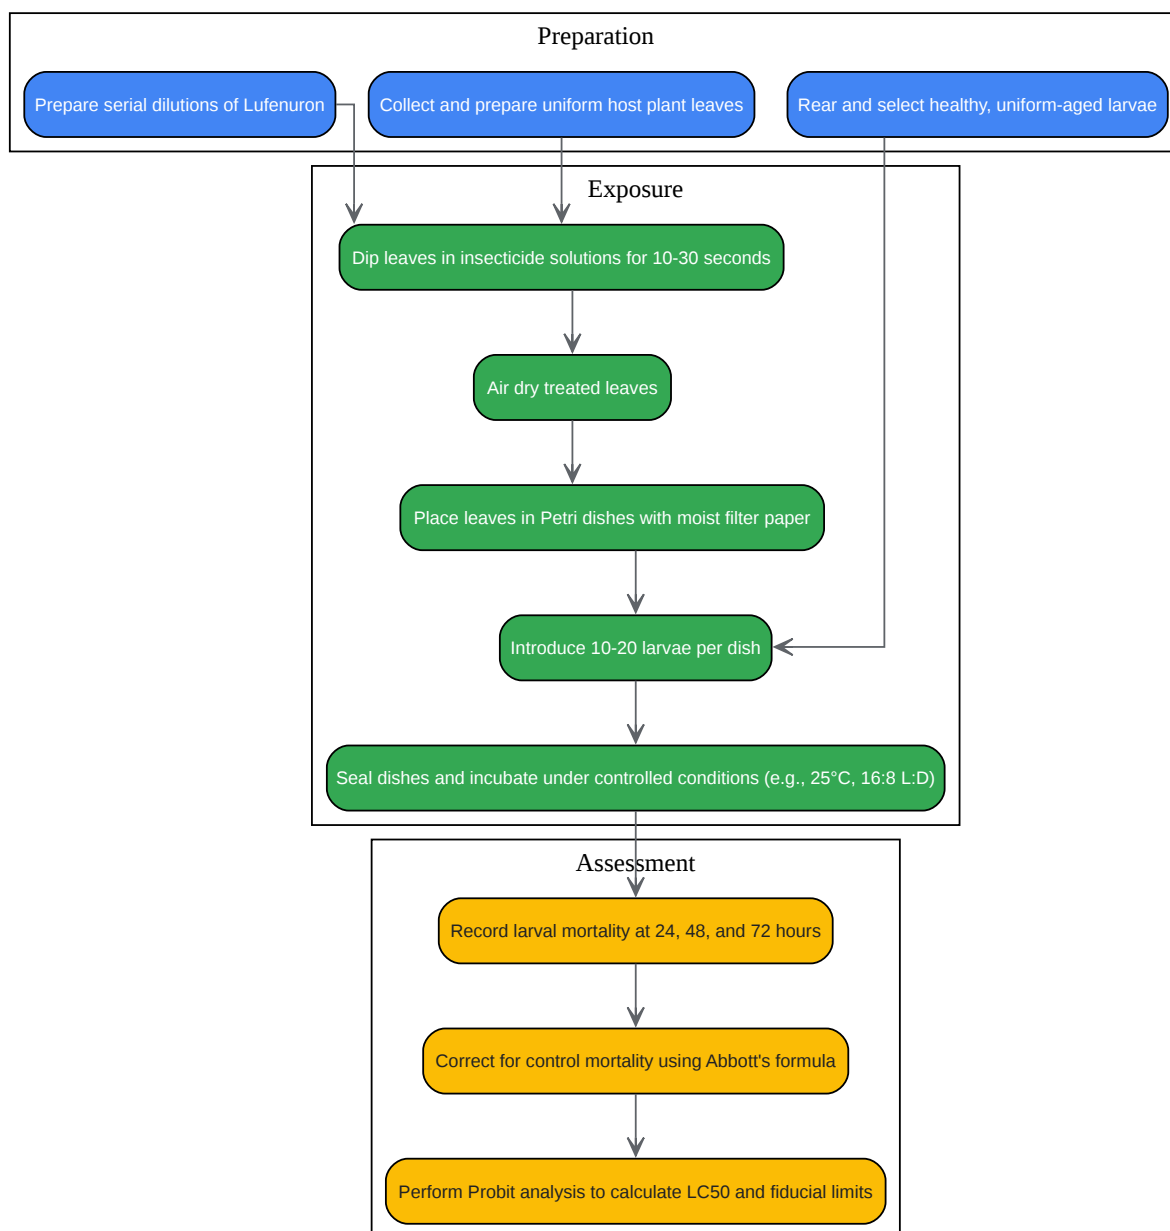 Preparation
Prepare serial dilutions of Lufenuron
Collect and prepare uniform host plant leaves
Rear and select healthy, uniform-aged larvae
Exposure
Dip leaves in insecticide solutions for 10-30 seconds
Air dry treated leaves
Place leaves in Petri dishes with moist filter paper
Introduce 10-20 larvae per dish
Seal dishes and incubate under controlled conditions (e.g., 25°C, 16:8 L:D)
Assessment
Record larval mortality at 24, 48, and 72 hours
Correct for control mortality using Abbott's formula
Perform Probit analysis to calculate LC50 and fiducial limits